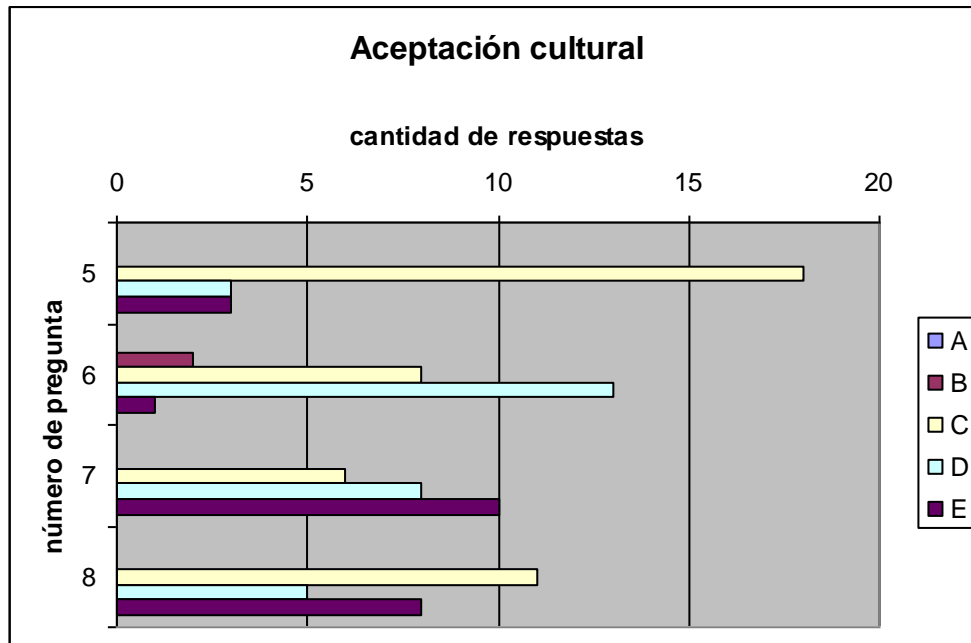 Aceptación cultural
cantidad de respuestas
0 5 10 15 20
número de pregunta
5
6
7
8
A
B
C
D
E